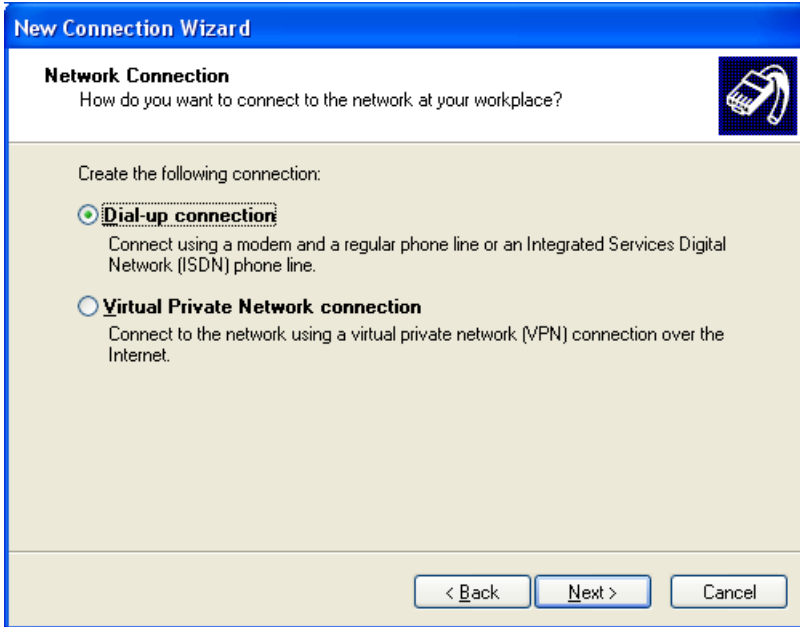 New Connection Wizard
Network Connection
How do you want to connect to the network at your workplace?
Create the following connection:
Dial-up connection
Connect using a modem and a regular phone line or an Integrated Services Digital
Network (ISDN) phone line.
Virtual Private Network connection
Connect to the network using a virtual private network (VPN) connection over the
Internet.
< Back
Next >
Cancel